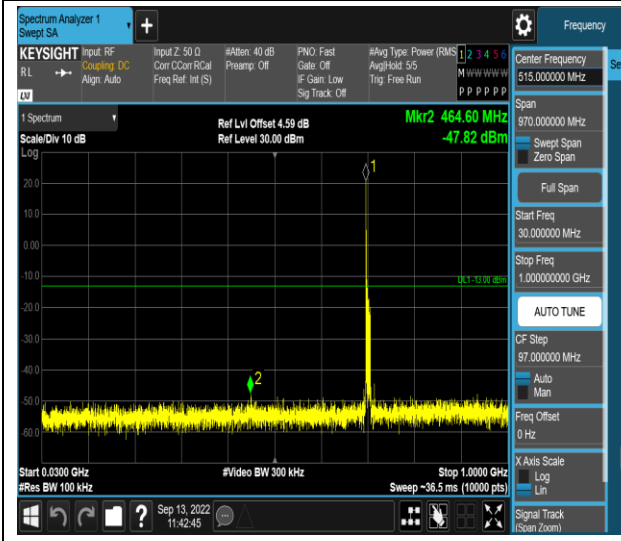 Spectrum Analyzer 1
Swept SA
+
Frequency
KEYSIGHT
RL
LXI
Input: RF
Coupling: DC
Align: Auto
Input Z: 50 Ω
Corr CCorr RCal
Freq Ref: Int (S)
#Atten: 40 dB
Preamp: Off
PNO: Fast
Gate: Off
IF Gain: Low
Sig Track: Off
#Avg Type: Power (RMS
Avg|Hold: 5/5
Trig: Free Run
1 2 3 4 5 6
M W W W W W
P P P P P P
1 Spectrum
Scale/Div 10 dB
Log
Ref Lvl Offset 4.59 dB
Ref Level 30.00 dBm
Mkr2 464.60 MHz
-47.82 dBm
1
20.0
10.0
0.00
-10.0
DL1 -13.00 dBm
-20.0
-30.0
-40.0
2
-50.0
-60.0
Start 0.0300 GHz
#Video BW 300 kHz
Stop 1.0000 GHz
#Res BW 100 kHz
Sweep ~36.5 ms (10000 pts)
?
Sep 13, 2022
11:42:45
Center Frequency
515.000000 MHz
Se
Span
970.000000 MHz
Swept Span
Zero Span
Full Span
Start Freq
30.000000 MHz
Stop Freq
1.000000000 GHz
AUTO TUNE
CF Step
97.000000 MHz
Auto
Man
Freq Offset
0 Hz
X Axis Scale
Log
Lin
Signal Track
(Span Zoom)